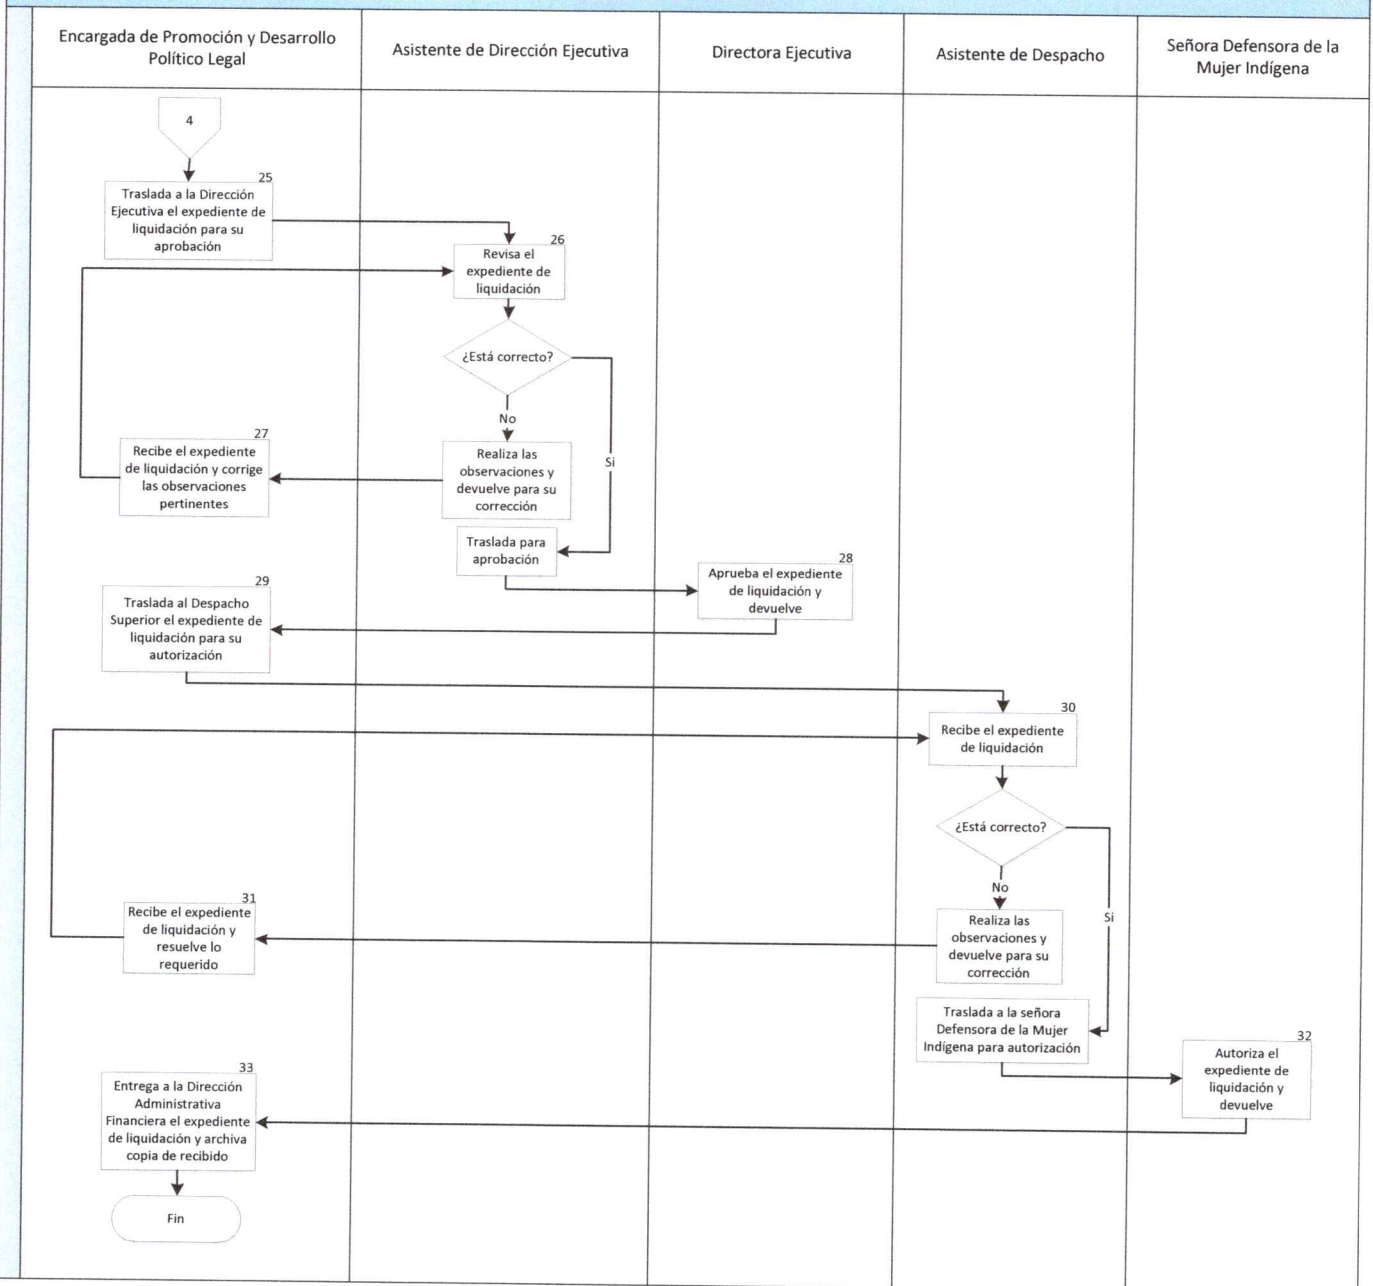 Encargada de Promoción y Desarrollo
Político Legal
Asistente de Dirección Ejecutiva
Directora Ejecutiva
Asistente de Despacho
Señora Defensora de la
Mujer Indígena
4
25
Traslada a la Dirección
Ejecutiva el expediente de
liquidación para su
aprobación
26
Revisa el
expediente de
liquidación
¿Está correcto?
No
Si
27
Recibe el expediente
de liquidación y corrige
las observaciones
pertinentes
Realiza las
observaciones y
devuelve para su
corrección
Traslada para
aprobación
28
Aprueba el expediente
de liquidación y
devuelve
29
Traslada al Despacho
Superior el expediente de
liquidación para su
autorización
30
Recibe el expediente
de liquidación
¿Está correcto?
No
Si
31
Recibe el expediente
de liquidación y
resuelve lo
requerido
Realiza las
observaciones y
devuelve para su
corrección
Traslada a la señora
Defensora de la Mujer
Indígena para autorización
32
Autoriza el
expediente de
liquidación y
devuelve
33
Entrega a la Dirección
Administrativa
Financiera el expediente
de liquidación y archiva
copia de recibido
Fin